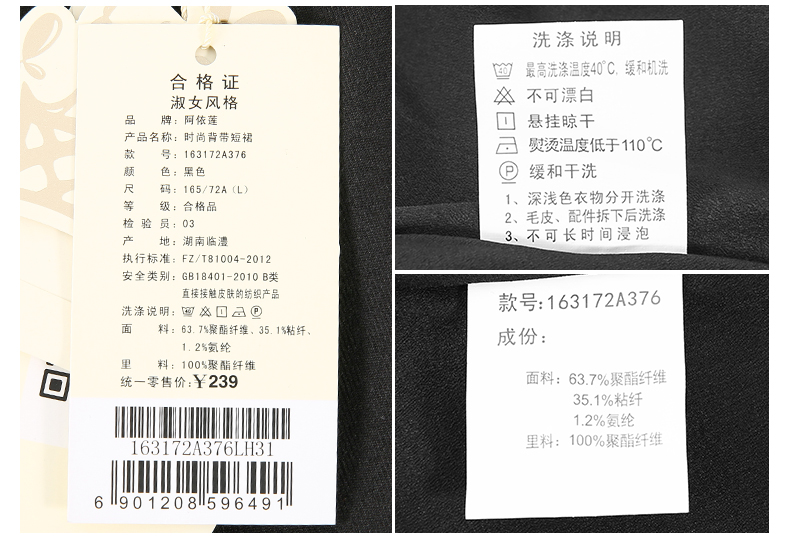 合格证
淑女风格
品 牌：阿依莲
产品名称：时尚背带短裙
款 号：163172A376
颜 色：黑色
尺 码：165/72A（L）
等 级：合格品
检 验 员：03
产 地：湖南临澧
执行标准：FZ/T81004-2012
安全类别：GB18401-2010 B类
直接接触皮肤的纺织产品
洗涤说明：
面 料：63.7%聚酯纤维、35.1%粘纤、
1.2%氨纶
里 料：100%聚酯纤维
统一零售价：¥239
163172A376LH31
6 901208 596491
洗涤说明
40 最高洗涤温度40℃，缓和机洗
不可漂白
悬挂晾干
熨烫温度低于110℃
P 缓和干洗
1、深浅色衣物分开洗涤
2、毛皮、配件拆下后洗涤
3、不可长时间浸泡
款号:163172A376
成份:
面料: 63.7%聚酯纤维
35.1%粘纤
1.2%氨纶
里料: 100%聚酯纤维